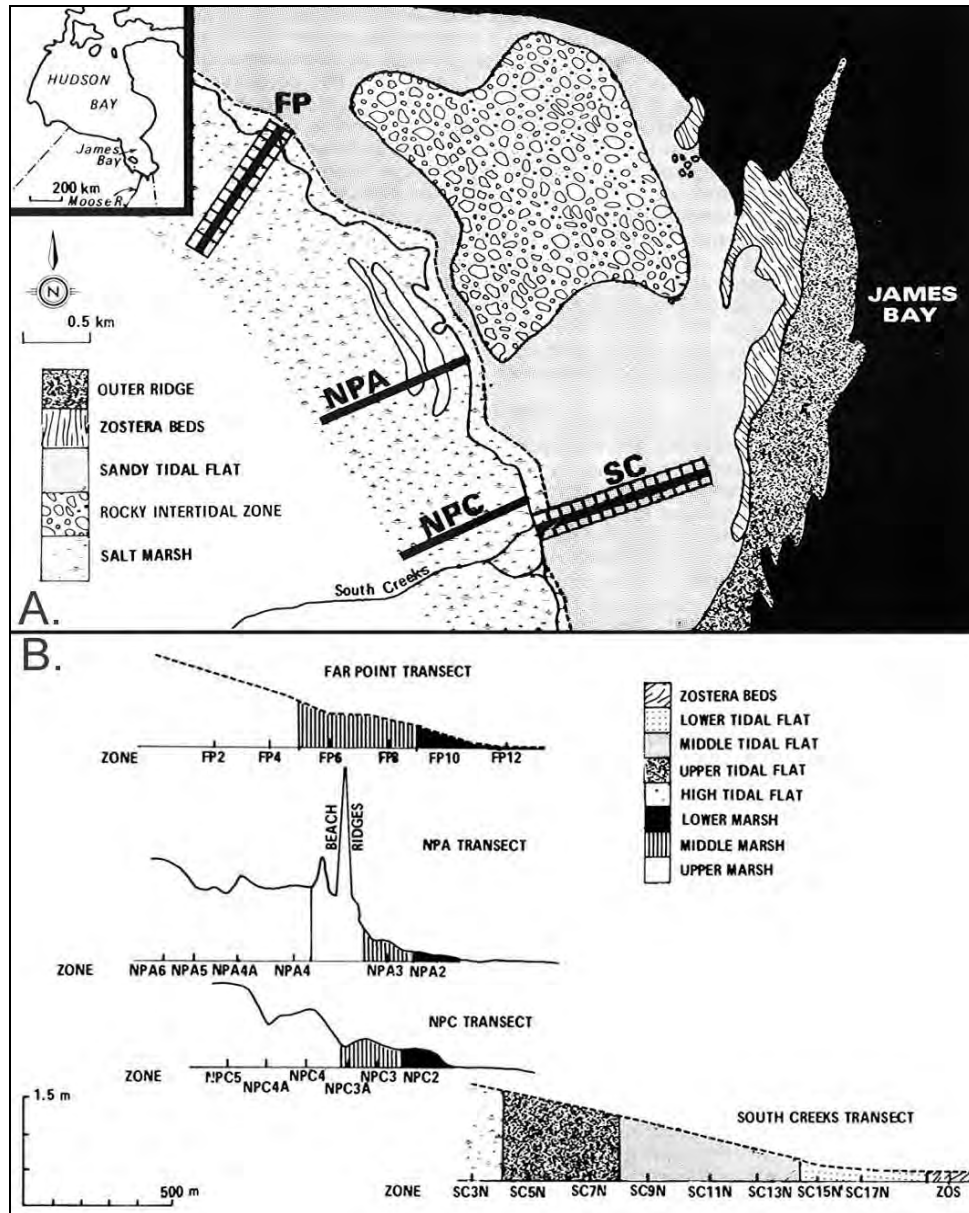 HUDSON
BAY
James
Bay
200 km
Moose R.
FP
N
0.5 km
NPA
JAMES
BAY
OUTER RIDGE
ZOSTERA BEDS
SANDY TIDAL FLAT
ROCKY INTERTIDAL ZONE
SALT MARSH
SC
NPC
South Creeks
A.
B.
FAR POINT TRANSECT
ZONE FP2 FP4 FP6 FP8 FP10 FP12
ZOSTERA BEDS
LOWER TIDAL FLAT
MIDDLE TIDAL FLAT
UPPER TIDAL FLAT
HIGH TIDAL FLAT
LOWER MARSH
MIDDLE MARSH
UPPER MARSH
BEACH
RIDGES
NPA TRANSECT
ZONE NPA6 NPA5 NPA4A NPA4 NPA3 NPA2
NPC TRANSECT
ZONE NPC5 NPC4A NPC4 NPC3A NPC3 NPC2
1.5 m
500 m
SOUTH CREEKS TRANSECT
ZONE SC3N SC5N SC7N SC9N SC11N SC13N SC15N SC17N ZOS